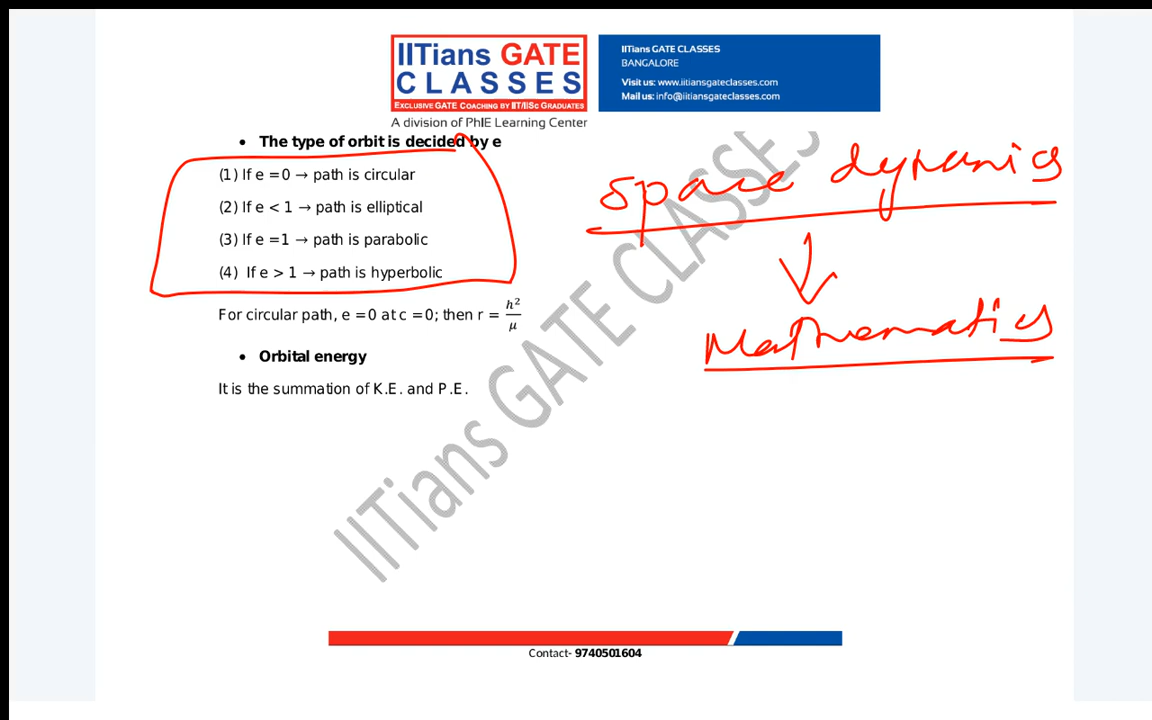 IITians GATE
CLASSES
EXCLUSIVE GATE COACHING BY IIT/IISC GRADUATES
A division of PhIE Learning Center
IITians GATE CLASSES
BANGALORE
Visit us: www.iitiansgateclasses.com
Mail us: info@iitiansgateclasses.com
• The type of orbit is decided by e
(1) If e = 0 → path is circular
(2) If e < 1 → path is elliptical
(3) If e = 1 → path is parabolic
(4) If e > 1 → path is hyperbolic
For circular path, e = 0 at c = 0; then r = h²/μ
• Orbital energy
It is the summation of K.E. and P.E.
space dynamics
Mathematics
IITians GATE CLASSES
Contact- 9740501604